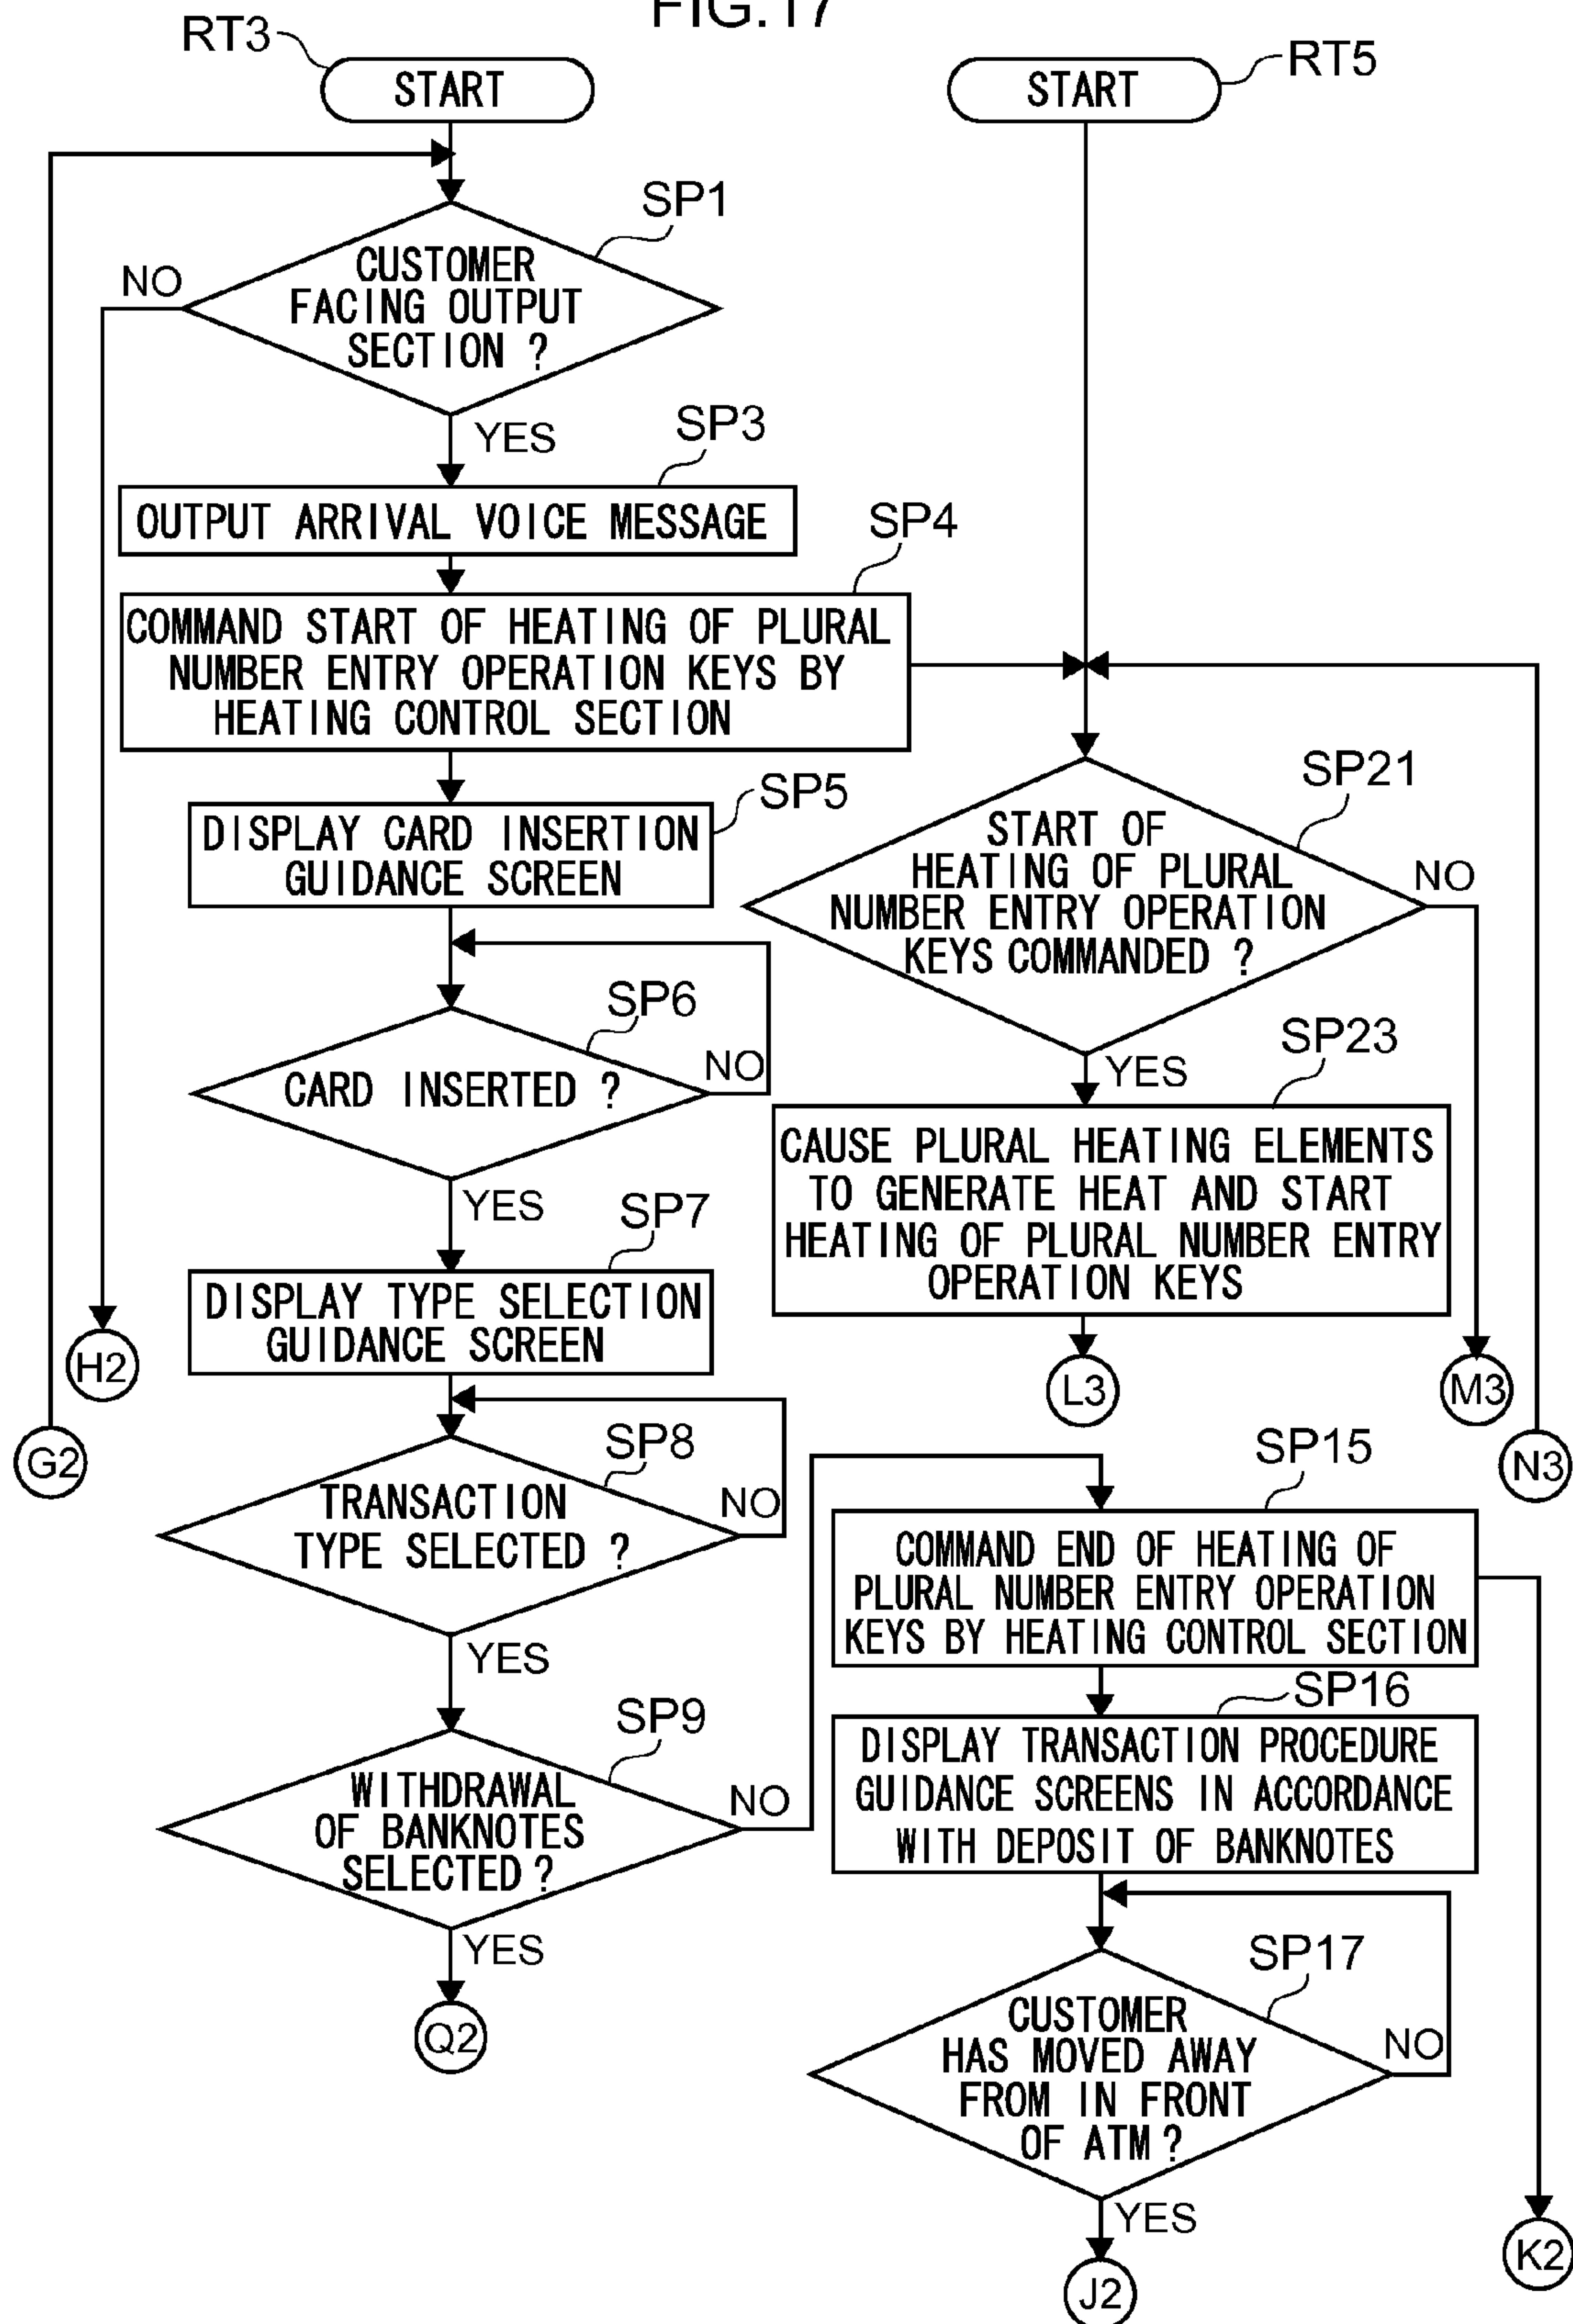 FIG.17
RT3
START
RT5
START
SP1
CUSTOMER
FACING OUTPUT
SECTION ?
NO
YES
SP3
OUTPUT ARRIVAL VOICE MESSAGE
SP4
COMMAND START OF HEATING OF PLURAL
NUMBER ENTRY OPERATION KEYS BY
HEATING CONTROL SECTION
SP5
DISPLAY CARD INSERTION
GUIDANCE SCREEN
SP6
CARD INSERTED ?
NO
YES
SP7
DISPLAY TYPE SELECTION
GUIDANCE SCREEN
H2
G2
SP8
TRANSACTION
TYPE SELECTED ?
NO
YES
SP9
WITHDRAWAL
OF BANKNOTES
SELECTED ?
NO
YES
Q2
SP21
START OF
HEATING OF PLURAL
NUMBER ENTRY OPERATION
KEYS COMMANDED ?
NO
YES
SP23
CAUSE PLURAL HEATING ELEMENTS
TO GENERATE HEAT AND START
HEATING OF PLURAL NUMBER ENTRY
OPERATION KEYS
L3
M3
N3
SP15
COMMAND END OF HEATING OF
PLURAL NUMBER ENTRY OPERATION
KEYS BY HEATING CONTROL SECTION
SP16
DISPLAY TRANSACTION PROCEDURE
GUIDANCE SCREENS IN ACCORDANCE
WITH DEPOSIT OF BANKNOTES
SP17
CUSTOMER
HAS MOVED AWAY
FROM IN FRONT
OF ATM ?
NO
YES
K2
J2